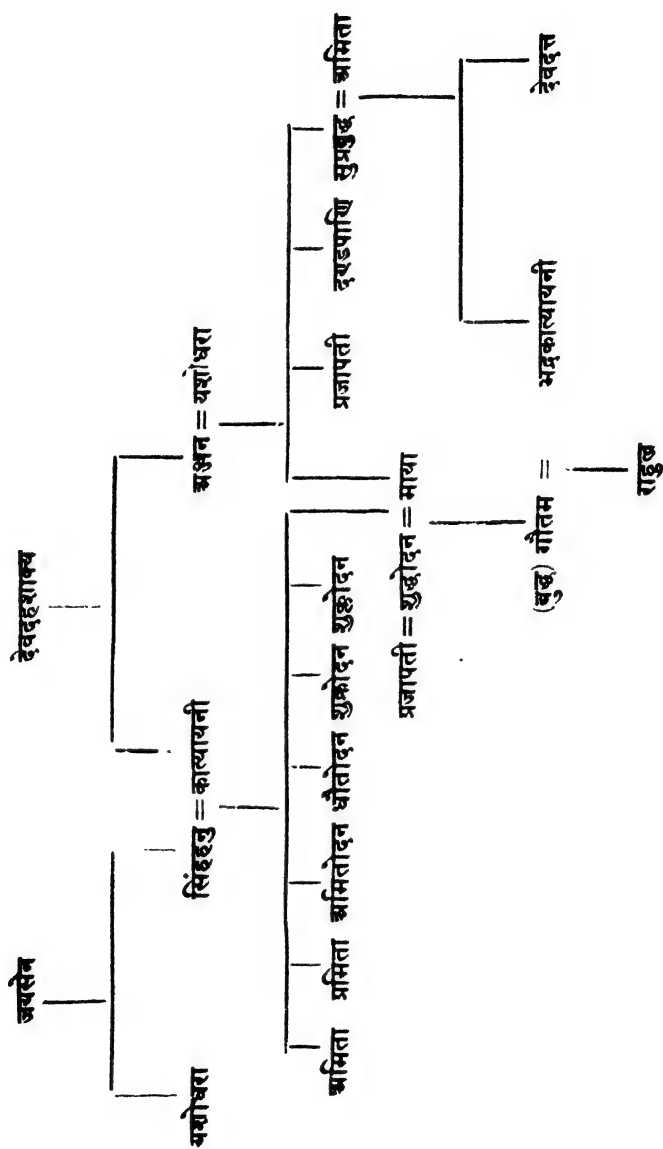 जयसेन देवदहशाक्य
यशोधरा सिंहहनु = कात्यायनी अञ्जन = यशोधरा
अमिता प्रमिता अमितोदन धौतोदन शुक्रोदन शुक्लोदन प्रजापती दण्डपाणि सुप्रबुद्ध = अमिता
प्रजापती = शुद्धोदन = माया
(बुद्ध) गौतम = भद्रकात्यायनी देवदत्त
राहुल